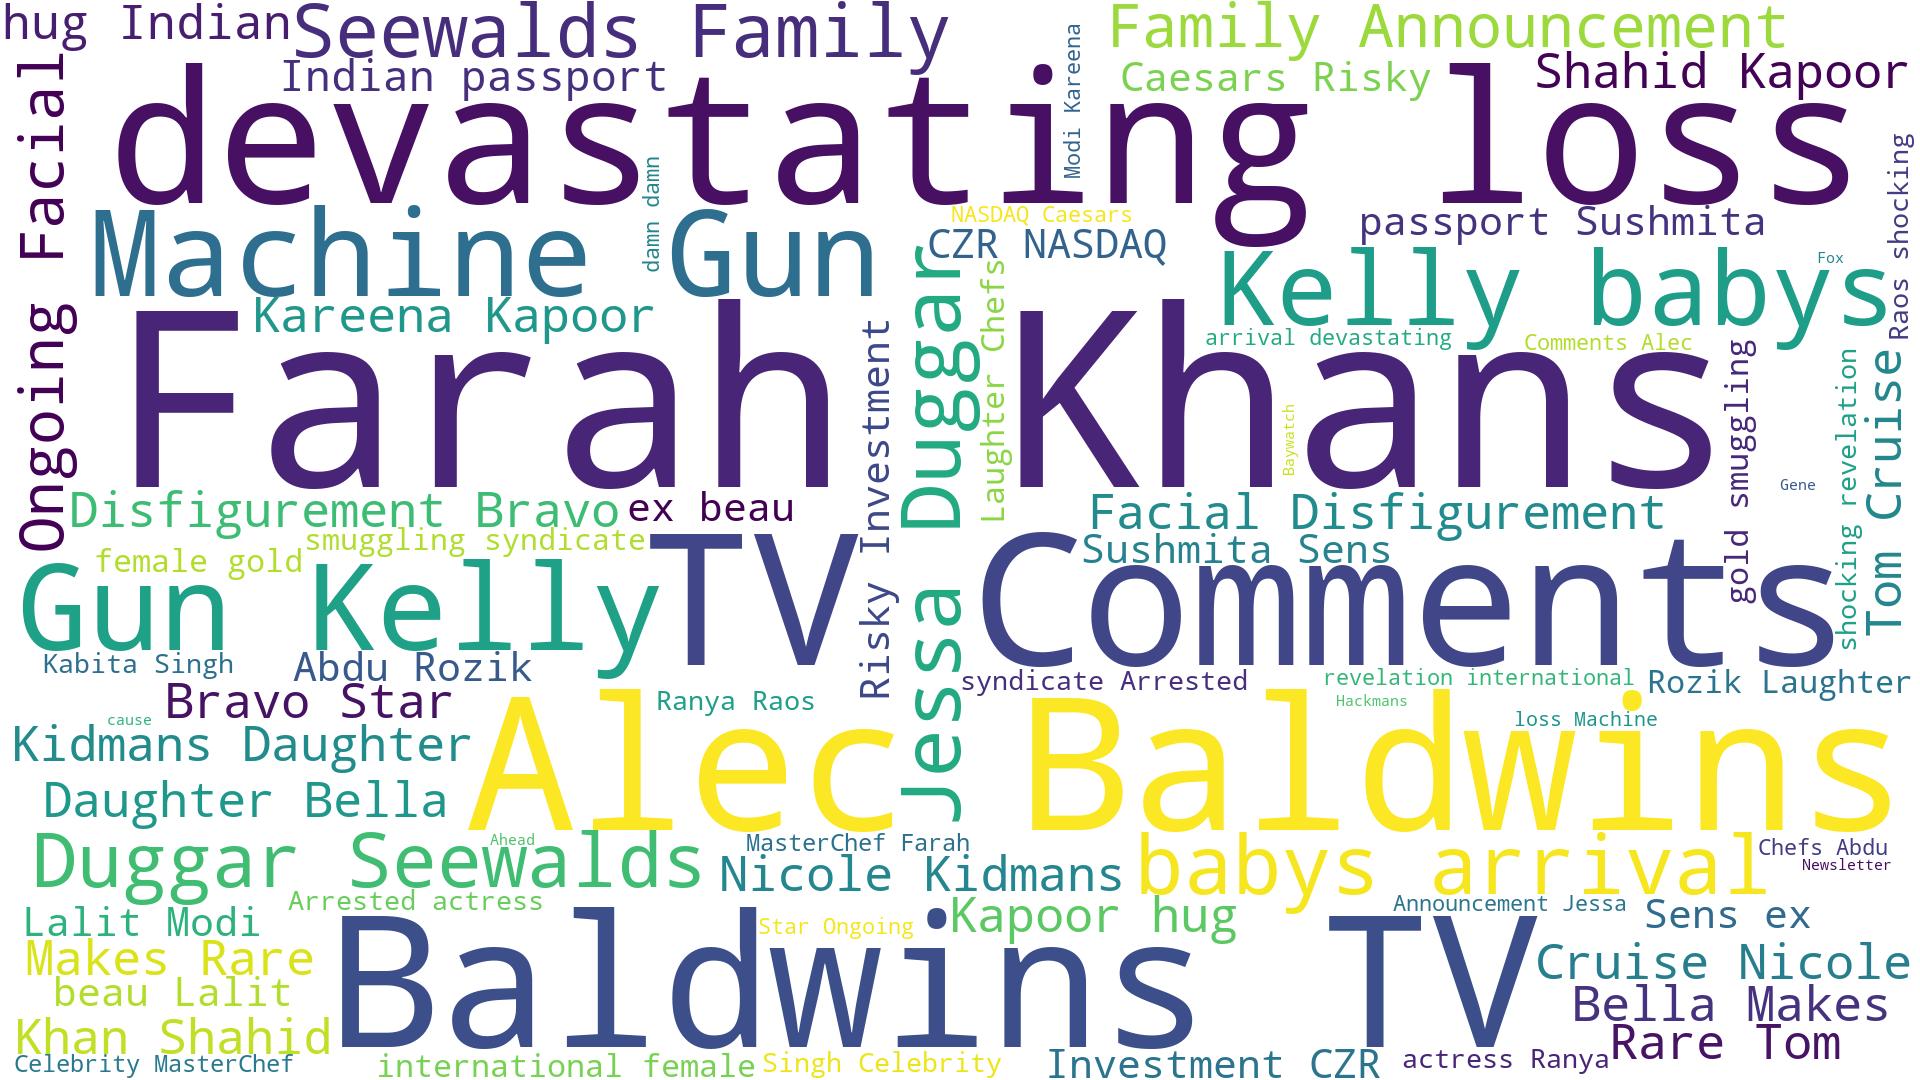 hug Indian
Seewalds Family
Family Announcement
Indian passport
Modi Kareena
Caesars Risky
Shahid Kapoor
Ongoing Facial
devastating loss
Raos shocking
damn damn
Machine Gun
NASDAQ Caesars
CZR NASDAQ
passport Sushmita
Kelly babys
Fox
Kareena Kapoor
Jessa Duggar
Laughter Chefs
arrival devastating
Comments Alec
Farah Khans
Risky Investment
Baywatch
gold smuggling
Gene
shocking revelation
Tom Cruise
Disfigurement Bravo
ex beau
Facial Disfigurement
smuggling syndicate
female gold
Sushmita Sens
Gun Kelly
TV Comments
Kabita Singh
Abdu Rozik
syndicate Arrested
revelation international
Rozik Laughter
Bravo Star
Ranya Raos
Hackmans
cause
loss Machine
Kidmans Daughter
Alec Baldwins
Daughter Bella
Duggar Seewalds
Ahead
MasterChef Farah
Nicole Kidmans
babys arrival
Chefs Abdu
Newsletter
Arrested actress
Lalit Modi
Star Ongoing
Kapoor hug
Announcement Jessa
Sens ex
Makes Rare
Baldwins TV
Cruise Nicole
beau Lalit
Bella Makes
Khan Shahid
Rare Tom
Celebrity MasterChef
international female
Singh Celebrity
Investment CZR
actress Ranya